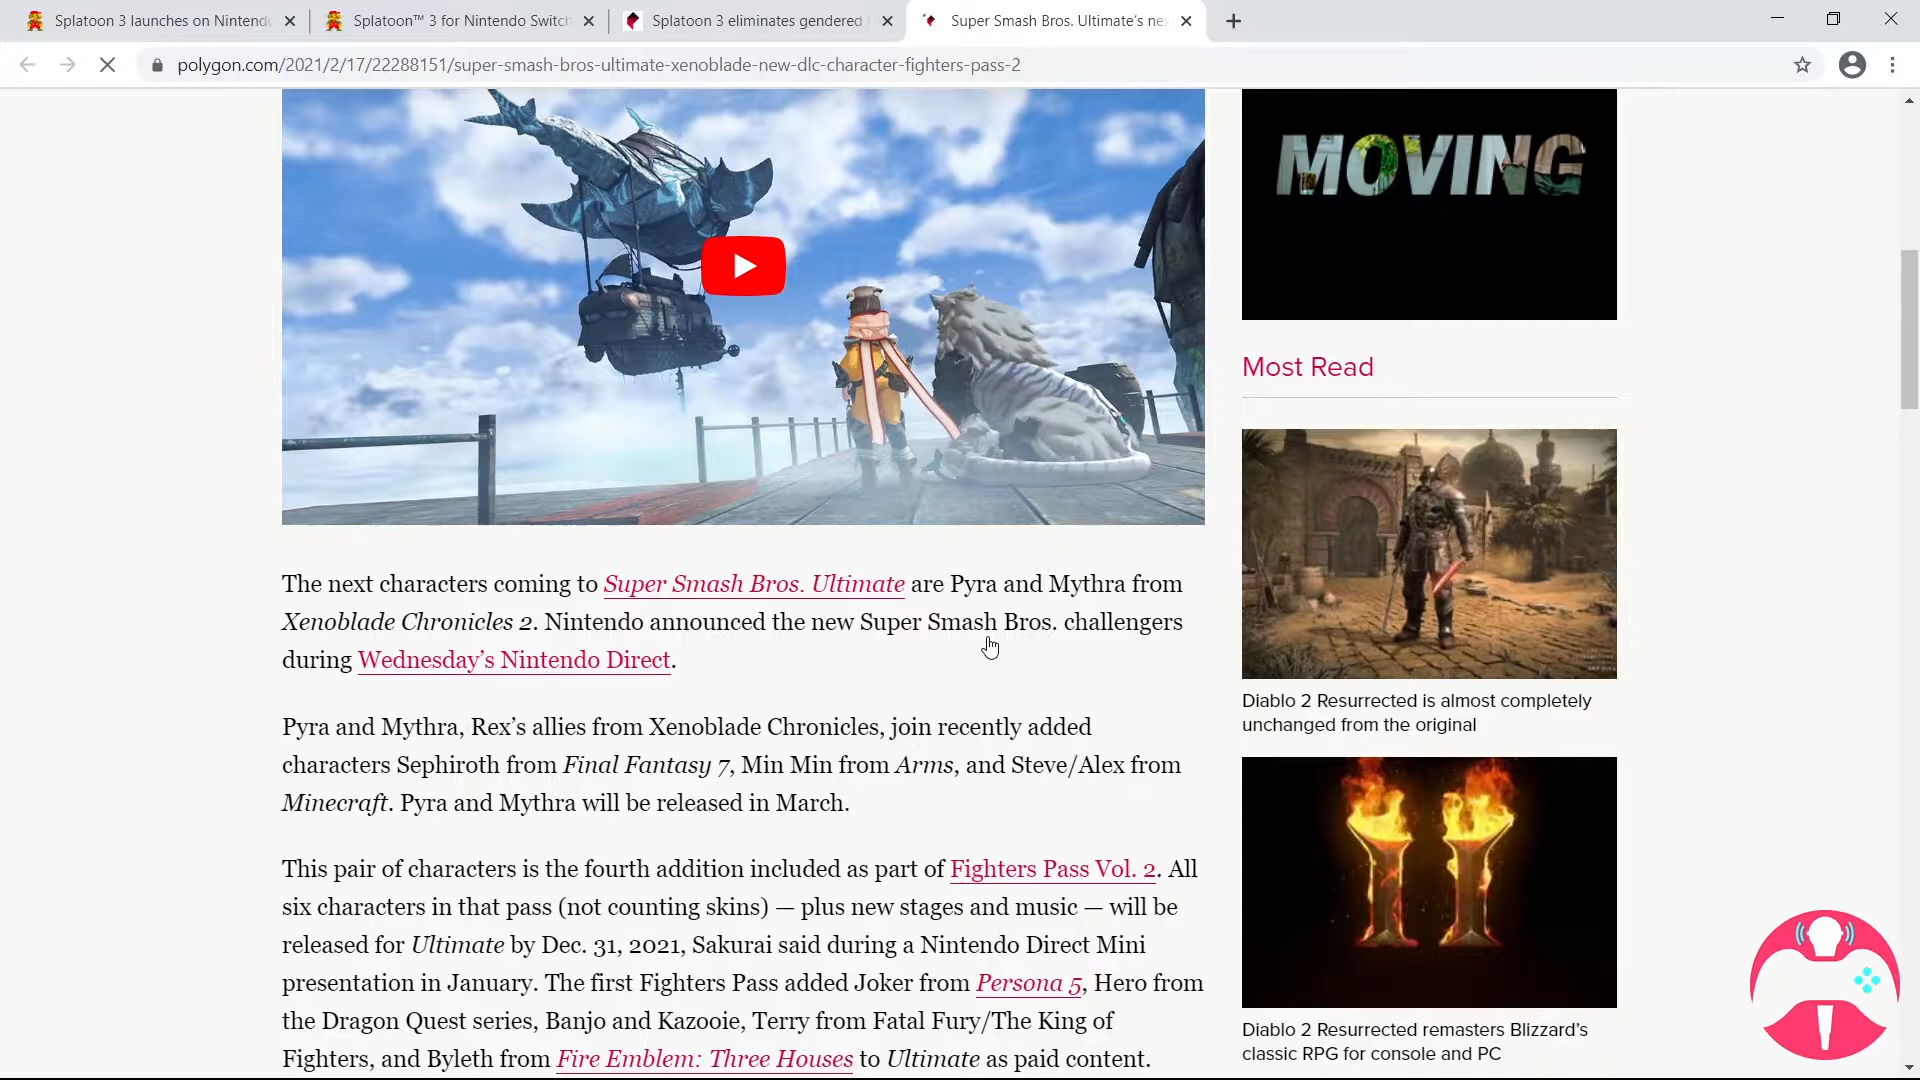 Splatoon 3 launches on Nintendo
Splatoon™ 3 for Nintendo Switch
Splatoon 3 eliminates gendered
Super Smash Bros. Ultimate's ne
polygon.com/2021/2/17/22288151/super-smash-bros-ultimate-xenoblade-new-dlc-character-fighters-pass-2
MOVING
The next characters coming to Super Smash Bros. Ultimate are Pyra and Mythra from
Xenoblade Chronicles 2. Nintendo announced the new Super Smash Bros. challengers
during Wednesday's Nintendo Direct.
Pyra and Mythra, Rex's allies from Xenoblade Chronicles, join recently added
characters Sephiroth from Final Fantasy 7, Min Min from Arms, and Steve/Alex from
Minecraft. Pyra and Mythra will be released in March.
This pair of characters is the fourth addition included as part of Fighters Pass Vol. 2. All
six characters in that pass (not counting skins) — plus new stages and music — will be
released for Ultimate by Dec. 31, 2021, Sakurai said during a Nintendo Direct Mini
presentation in January. The first Fighters Pass added Joker from Persona 5, Hero from
the Dragon Quest series, Banjo and Kazooie, Terry from Fatal Fury/The King of
Fighters, and Byleth from Fire Emblem: Three Houses to Ultimate as paid content.
Most Read
Diablo 2 Resurrected is almost completely
unchanged from the original
II
Diablo 2 Resurrected remasters Blizzard's
classic RPG for console and PC